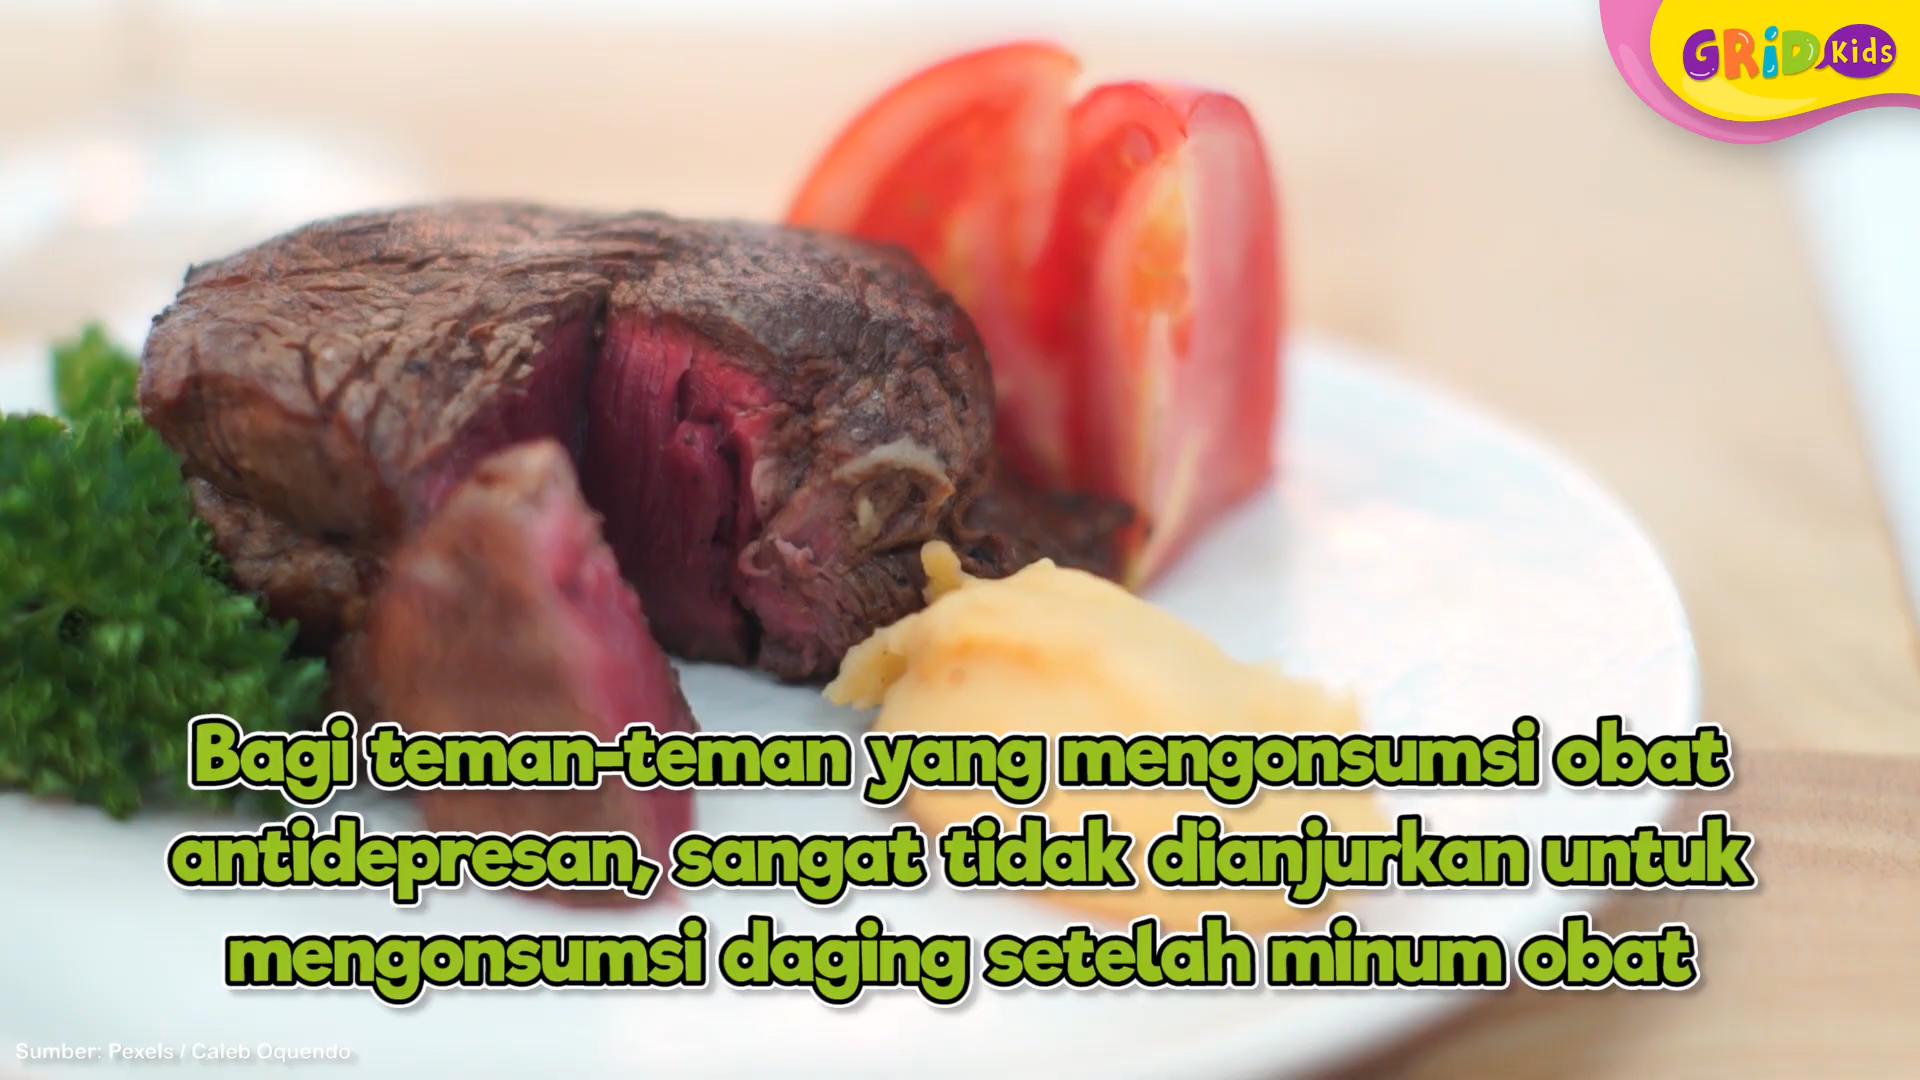 GRiD Kids
Bagi teman-teman yang mengonsumsi obat
antidepresan, sangat tidak dianjurkan untuk
mengonsumsi daging setelah minum obat
Sumber: Pexels / Caleb Oquendo